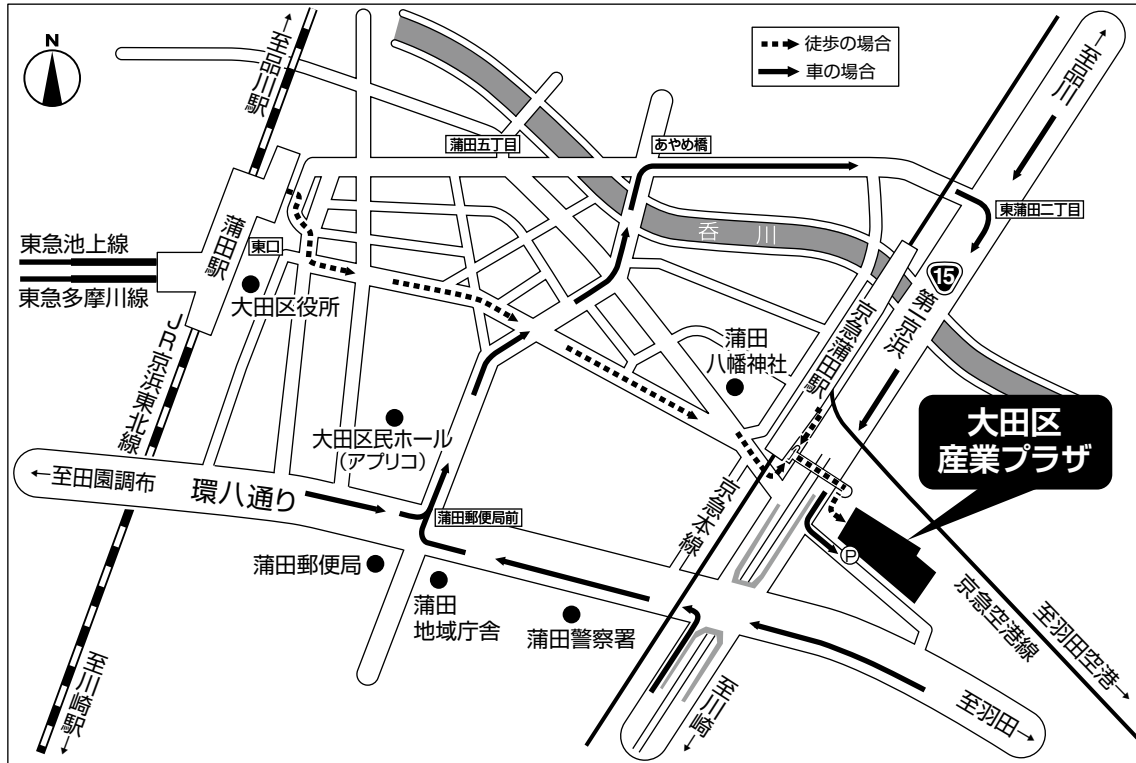 N
←至品川駅
徒歩の場合
車の場合
←至品川
蒲田五丁目
あやめ橋
東蒲田二丁目
呑川
15
第一京浜
蒲田駅
東口
東急池上線
東急多摩川線
大田区役所
JR京浜東北線
蒲田
八幡神社
京急蒲田駅
大田区
産業プラザ
大田区民ホール
（アプリコ）
←至田園調布
環八通り
蒲田郵便局前
京急本線
P
蒲田郵便局
蒲田
地域庁舎
蒲田警察署
京急空港線
至羽田空港→
至川崎駅→
至川崎→
至羽田→